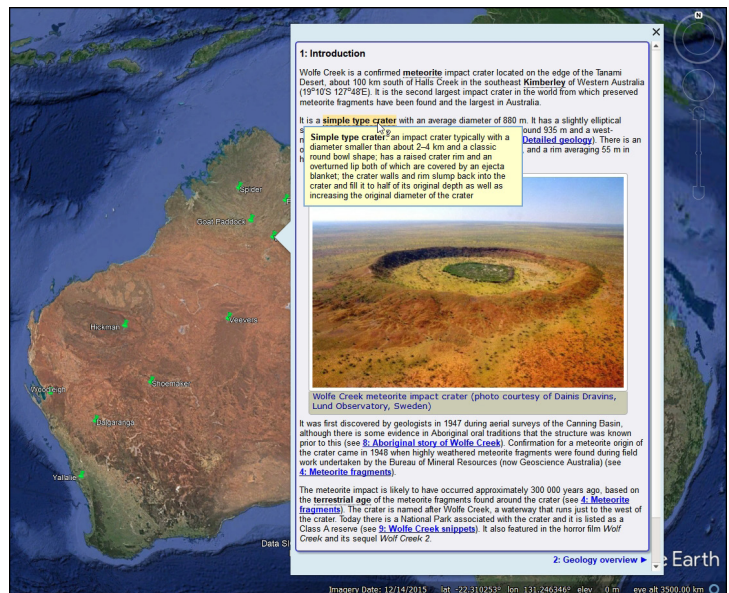 N
1: Introduction
Wolfe Creek is a confirmed meteorite impact crater located on the edge of the Tanami
Desert, about 100 km south of Halls Creek in the southeast Kimberley of Western Australia
(19°10'S 127°48'E). It is the second largest impact crater in the world from which preserved
meteorite fragments have been found and the largest in Australia.
It is a simple type crater with an average diameter of 880 m. It has a slightly elliptical
ound 935 m and a west-
Detailed geology). There is an
, and a rim averaging 55 m in
Simple type crater: an impact crater typically with a
diameter smaller than about 2–4 km and a classic
round bowl shape; has a raised crater rim and an
overturned lip both of which are covered by an ejecta
blanket; the crater walls and rim slump back into the
crater and fill it to half of its original depth as well as
increasing the original diameter of the crater
Spider
Goat Paddock
Hickman
Veevers
Woodleigh
Shoemaker
Dalgaranga
Yallalie
Wolfe Creek meteorite impact crater (photo courtesy of Dainis Dravins,
Lund Observatory, Sweden)
It was first discovered by geologists in 1947 during aerial surveys of the Canning Basin,
although there is some evidence in Aboriginal oral traditions that the structure was known
prior to this (see 8: Aboriginal story of Wolfe Creek). Confirmation for a meteorite origin of
the crater came in 1948 when highly weathered meteorite fragments were found during field
work undertaken by the Bureau of Mineral Resources (now Geoscience Australia) (see
4: Meteorite fragments).
The meteorite impact is likely to have occurred approximately 300 000 years ago, based on
the terrestrial age of the meteorite fragments found around the crater (see 4: Meteorite
fragments). The crater is named after Wolfe Creek, a waterway that runs just to the west of
the crater. Today there is a National Park associated with the crater and it is listed as a
Class A reserve (see 9: Wolfe Creek snippets). It also featured in the horror film Wolf
Creek and its sequel Wolf Creek 2.
2: Geology overview
Data SI
e Earth
Imagery Date: 12/14/2015 lat -22.310253° lon 131.246346° elev 0 m eye alt 3500.00 km